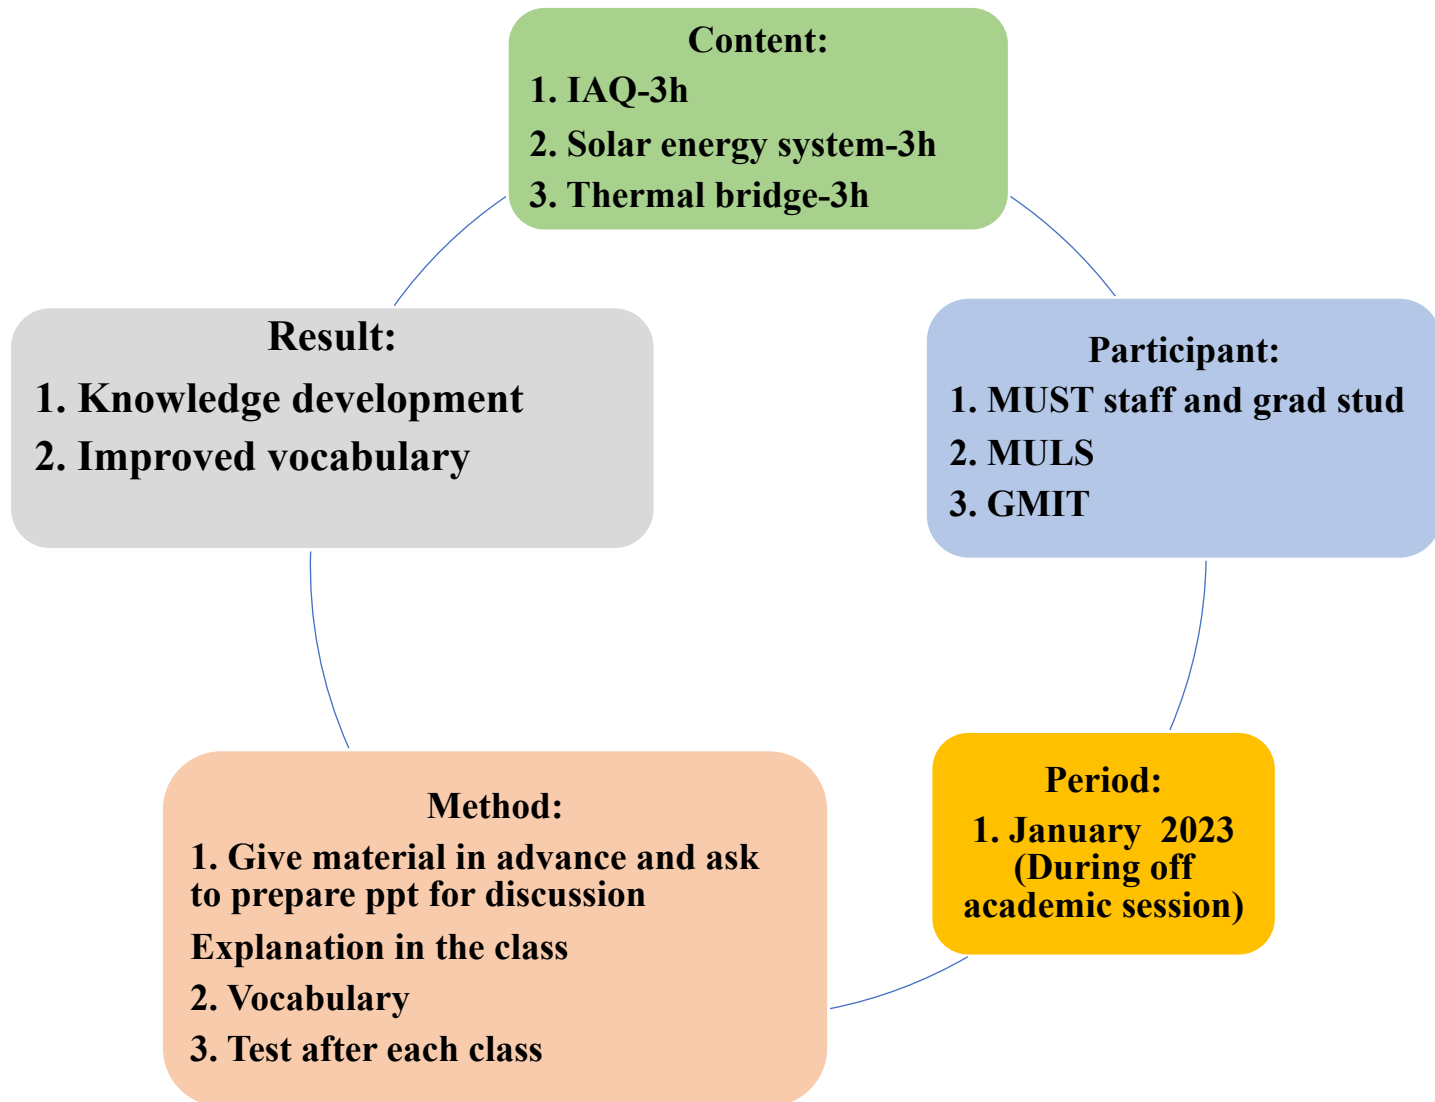 Content:
1. IAQ-3h
2. Solar energy system-3h
3. Thermal bridge-3h
Participant:
1. MUST staff and grad stud
2. MULS
3. GMIT
Period:
1. January 2023
(During off
academic session)
Method:
1. Give material in advance and ask
to prepare ppt for discussion
Explanation in the class
2. Vocabulary
3. Test after each class
Result:
1. Knowledge development
2. Improved vocabulary